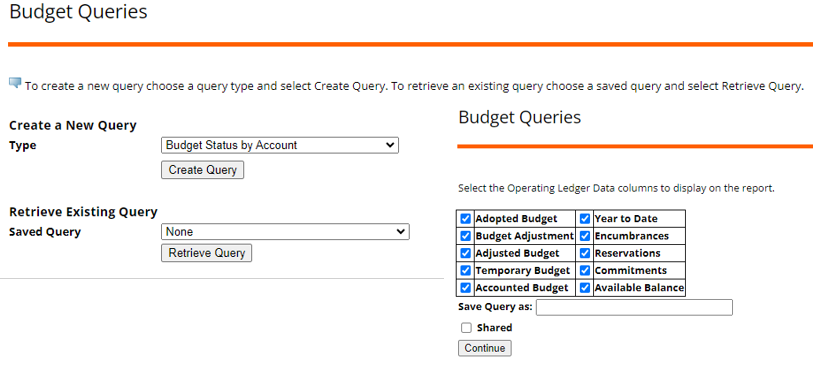 Budget Queries
To create a new query choose a query type and select Create Query. To retrieve an existing query choose a saved query and select Retrieve Query.
Create a New Query
Type Budget Status by Account
Create Query
Retrieve Existing Query
Saved Query None
Retrieve Query
Budget Queries
Select the Operating Ledger Data columns to display on the report.
Adopted Budget Year to Date
Budget Adjustment Encumbrances
Adjusted Budget Reservations
Temporary Budget Commitments
Accounted Budget Available Balance
Save Query as:
Shared
Continue